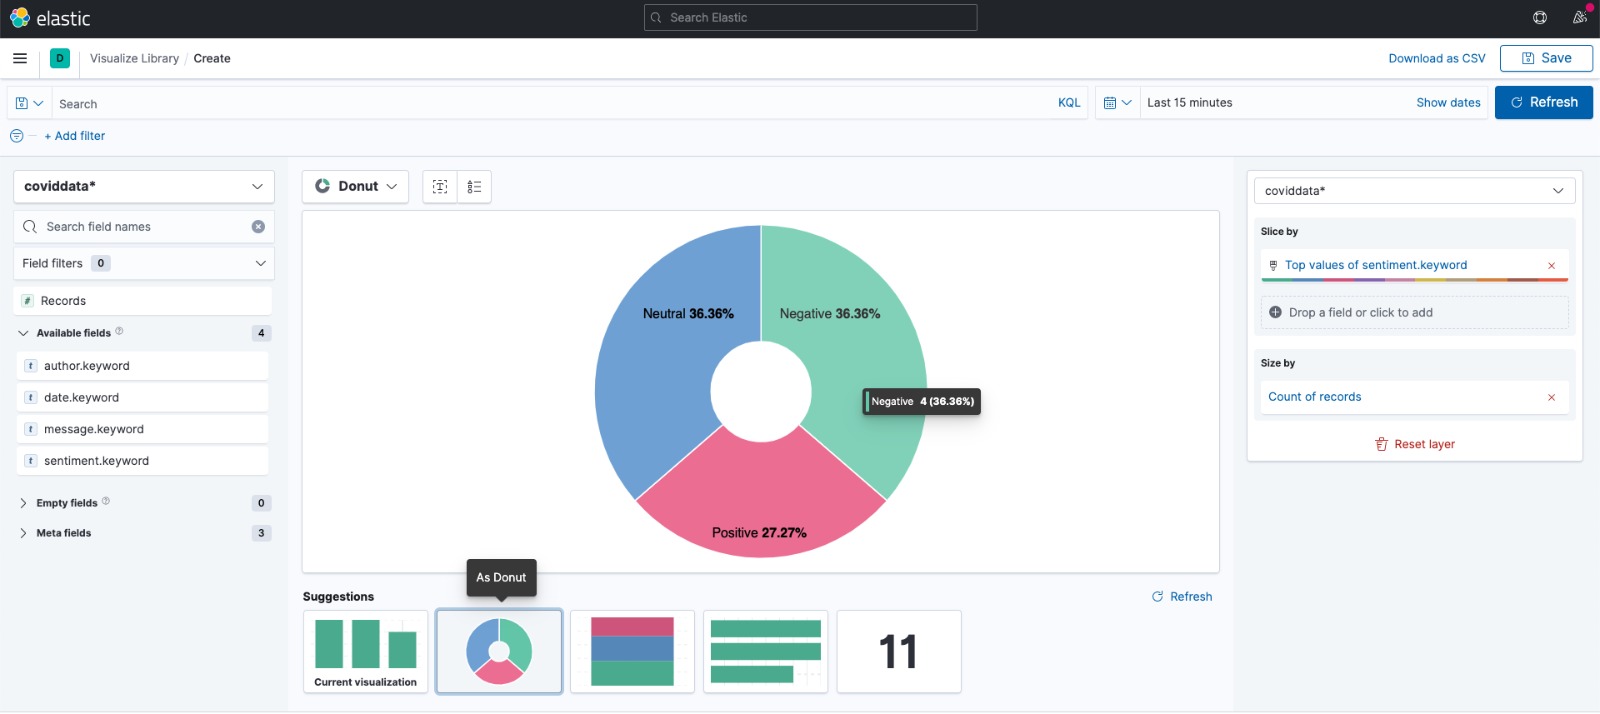 elastic
Search Elastic
D
Visualize Library / Create
Download as CSV
Save
Search
KQL
Last 15 minutes
Show dates
Refresh
+ Add filter
coviddata*
Search field names
Field filters 0
# Records
Available fields 4
t author.keyword
t date.keyword
t message.keyword
t sentiment.keyword
Empty fields 0
Meta fields 3
Donut
Neutral 36.36%
Negative 36.36%
Negative 4 (36.36%)
Positive 27.27%
As Donut
Suggestions
Refresh
Current visualization
11
coviddata*
Slice by
Top values of sentiment.keyword
Drop a field or click to add
Size by
Count of records
Reset layer